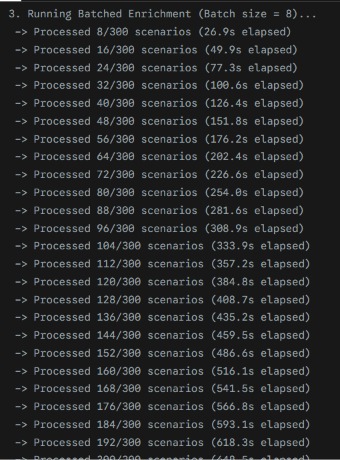 3. Running Batched Enrichment (Batch size = 8)...
-> Processed 8/300 scenarios (26.9s elapsed)
-> Processed 16/300 scenarios (49.9s elapsed)
-> Processed 24/300 scenarios (77.3s elapsed)
-> Processed 32/300 scenarios (100.6s elapsed)
-> Processed 40/300 scenarios (126.4s elapsed)
-> Processed 48/300 scenarios (151.8s elapsed)
-> Processed 56/300 scenarios (176.2s elapsed)
-> Processed 64/300 scenarios (202.4s elapsed)
-> Processed 72/300 scenarios (226.6s elapsed)
-> Processed 80/300 scenarios (254.0s elapsed)
-> Processed 88/300 scenarios (281.6s elapsed)
-> Processed 96/300 scenarios (308.9s elapsed)
-> Processed 104/300 scenarios (333.9s elapsed)
-> Processed 112/300 scenarios (357.2s elapsed)
-> Processed 120/300 scenarios (384.8s elapsed)
-> Processed 128/300 scenarios (408.7s elapsed)
-> Processed 136/300 scenarios (435.2s elapsed)
-> Processed 144/300 scenarios (459.5s elapsed)
-> Processed 152/300 scenarios (486.6s elapsed)
-> Processed 160/300 scenarios (516.1s elapsed)
-> Processed 168/300 scenarios (541.5s elapsed)
-> Processed 176/300 scenarios (566.8s elapsed)
-> Processed 184/300 scenarios (593.1s elapsed)
-> Processed 192/300 scenarios (618.3s elapsed)
-> Processed 200/300 scenarios elapsed)